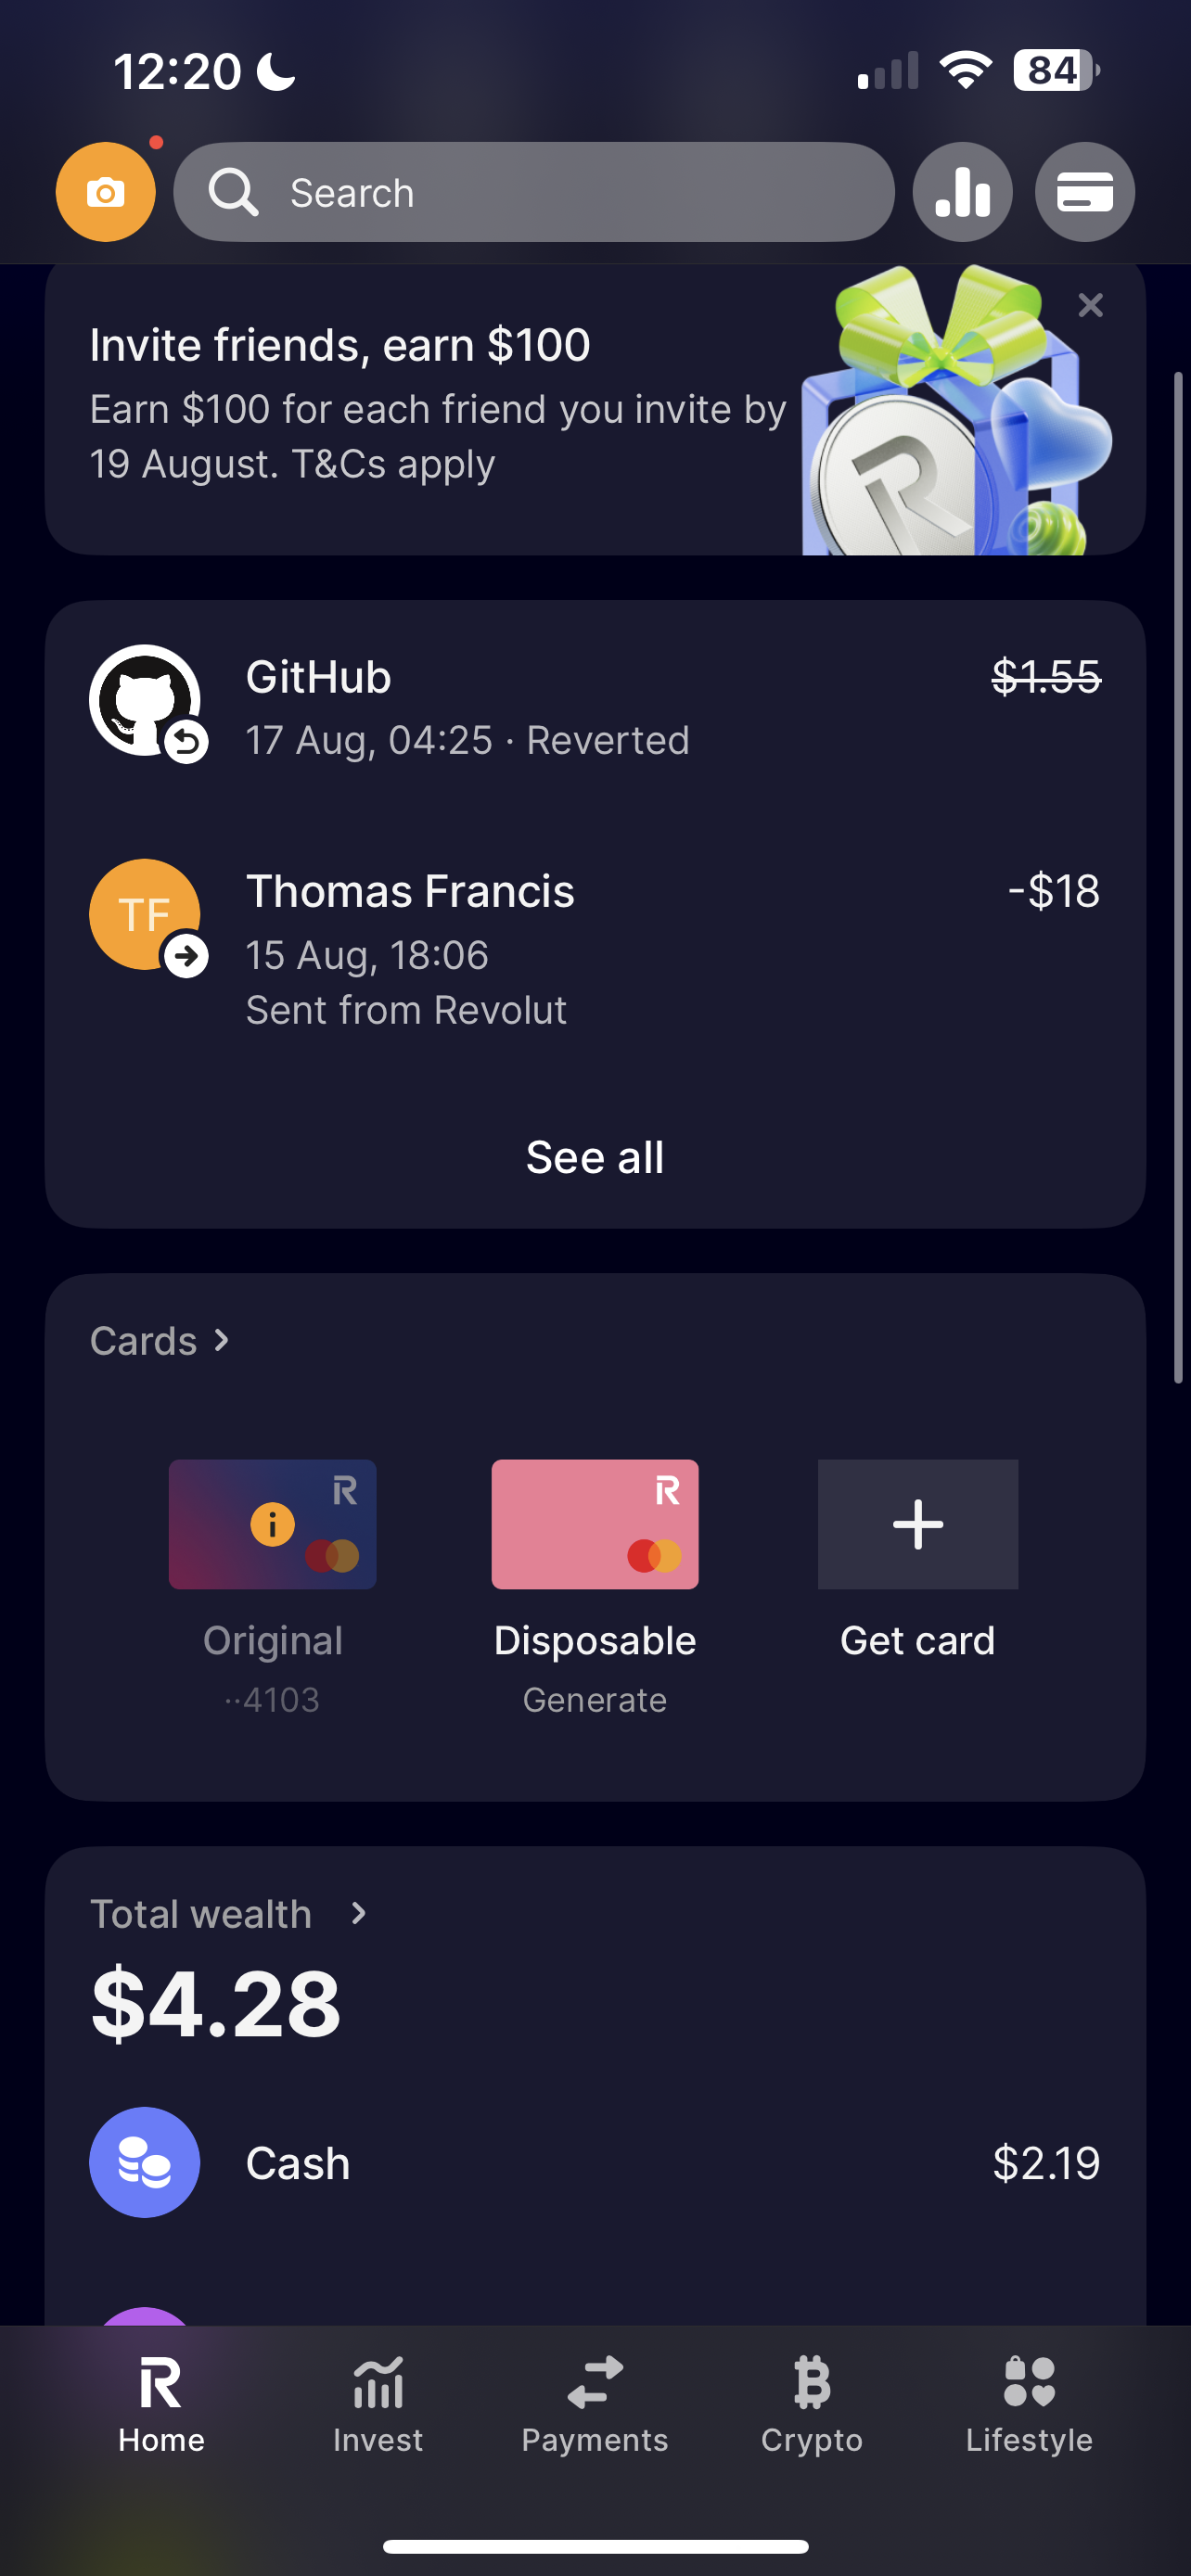 12:20
84
Search
Invite friends, earn $100
Earn $100 for each friend you invite by
19 August. T&Cs apply
GitHub
$1.55
17 Aug, 04:25 · Reverted
TF
Thomas Francis
-$18
15 Aug, 18:06
Sent from Revolut
See all
Cards
Original
Disposable
Get card
··4103
Generate
Total wealth
$4.28
Cash
$2.19
Home
Invest
Payments
Crypto
Lifestyle